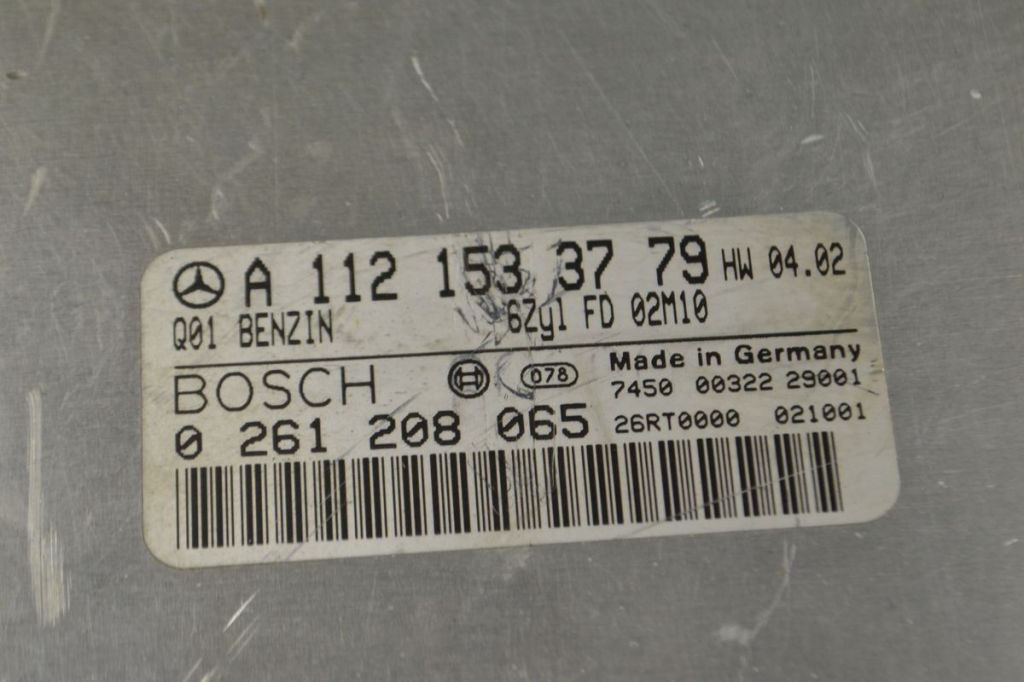 A 112 153 37 79 HW 04.02
Q01 BENZIN 6Zyl FD 02M10
BOSCH 078 Made in Germany
7450 00322 29001
0 261 208 065 26RT0000 021001